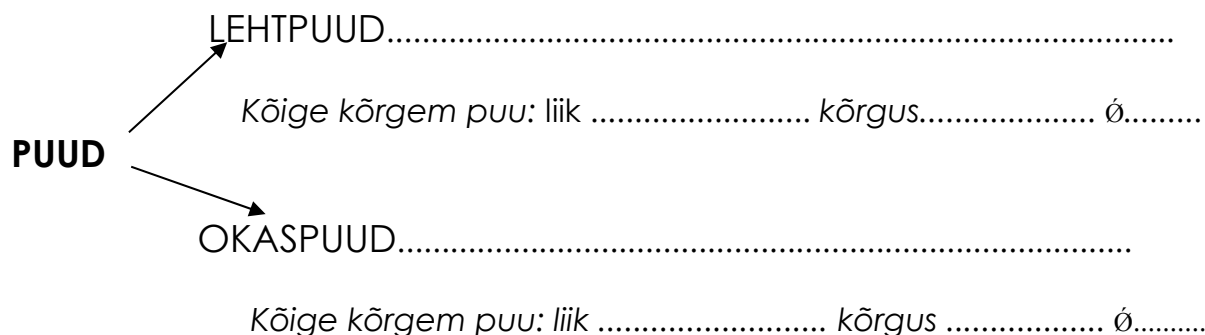 LEHTPUUD.......................................................................................
Kõige kõrgem puu: liik ........................ kõrgus.................... Ǿ.........
PUUD
OKASPUUD.................................................................................
Kõige kõrgem puu: liik ......................... kõrgus .................. Ǿ..........